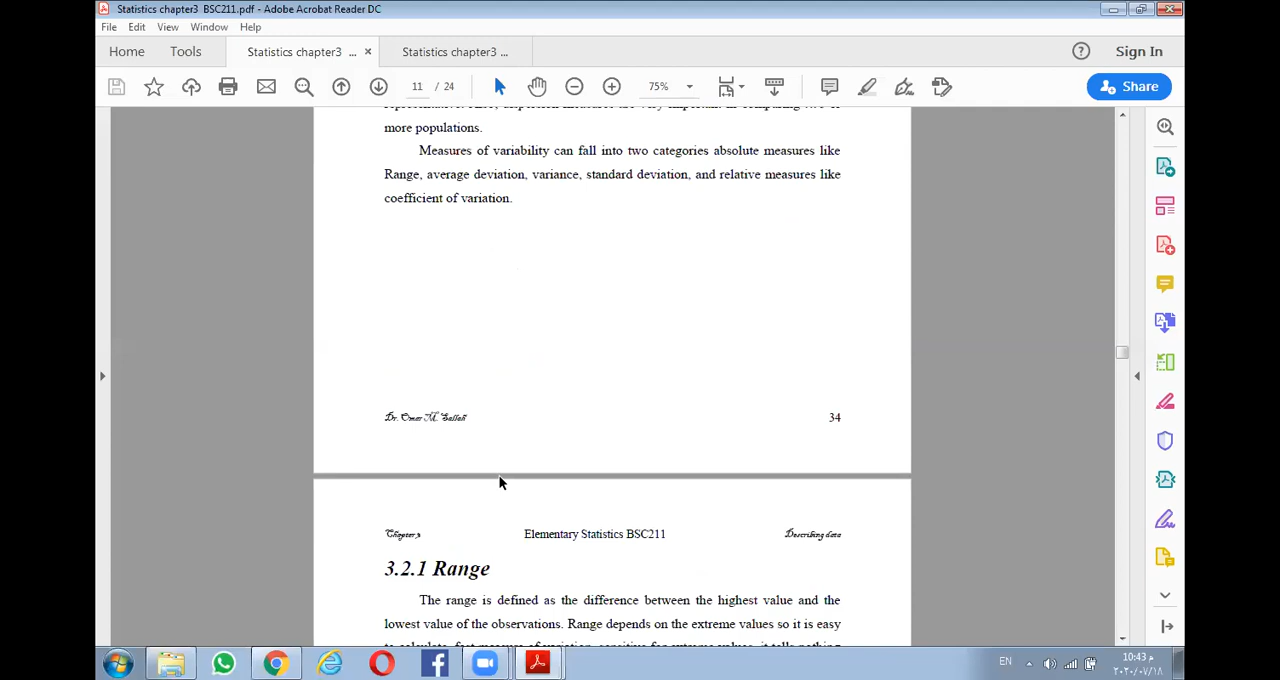 Statistics chapter3 BSC211.pdf - Adobe Acrobat Reader DC
File Edit View Window Help
Home Tools Statistics chapter3 ... × Statistics chapter3 ...
? Sign In
11 / 24 75% Share
more populations.
Measures of variability can fall into two categories absolute measures like
Range, average deviation, variance, standard deviation, and relative measures like
coefficient of variation.
Dr. Omar M. Sallah 34
Chapter 3 Elementary Statistics BSC211 Describing data
3.2.1 Range
The range is defined as the difference between the highest value and the
lowest value of the observations. Range depends on the extreme values so it is easy
EN
10:43 م
٢٠٢٠/٠٧/١٨